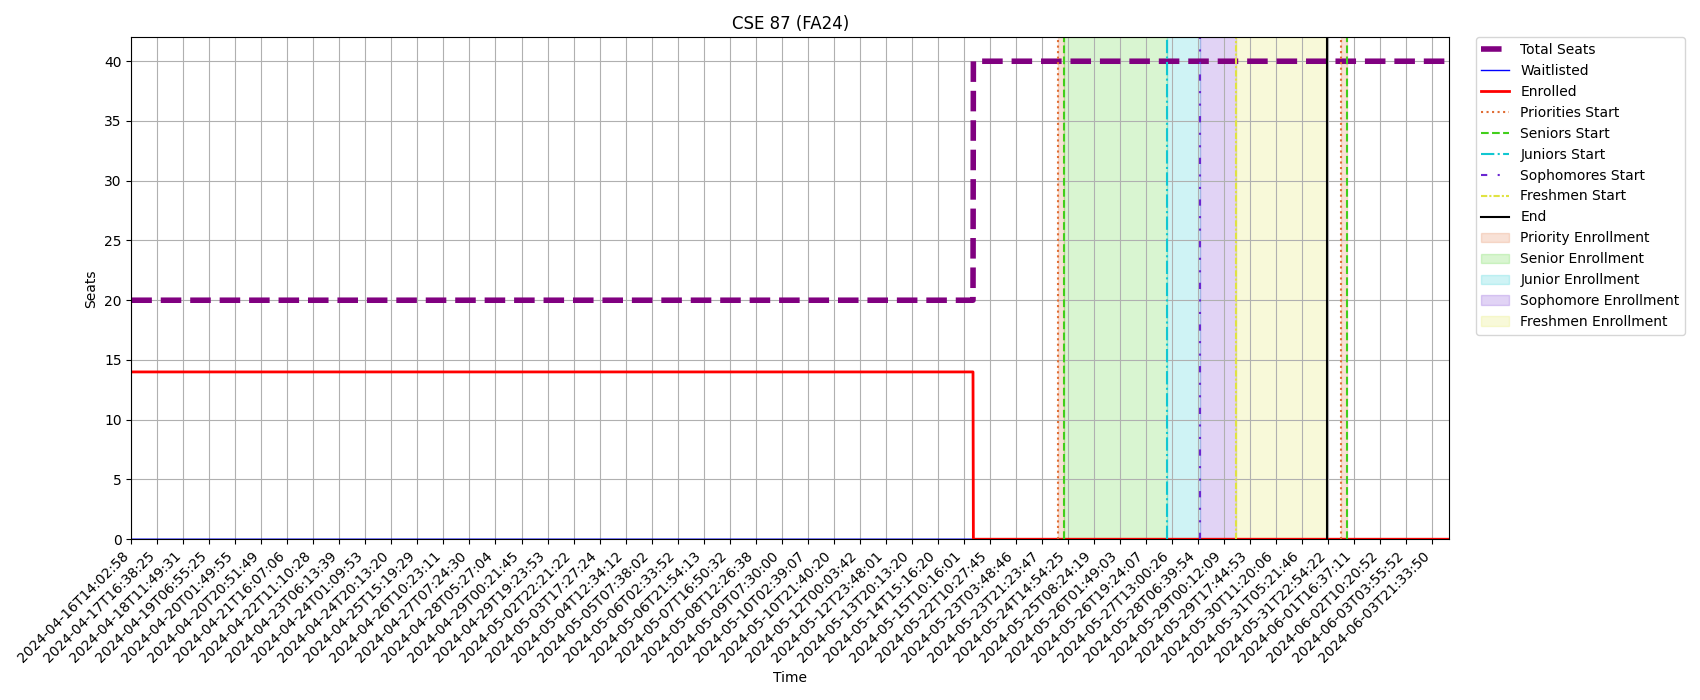 CSE 87 (FA24)
Seats
40
35
30
25
20
15
10
5
0
Total Seats
Waitlisted
Enrolled
Priorities Start
Seniors Start
Juniors Start
Sophomores Start
Freshmen Start
End
Priority Enrollment
Senior Enrollment
Junior Enrollment
Sophomore Enrollment
Freshmen Enrollment
2024-04-16T14:02:58
2024-04-17T16:38:25
2024-04-18T11:49:31
2024-04-19T06:55:25
2024-04-20T01:49:55
2024-04-20T20:51:49
2024-04-21T16:07:06
2024-04-22T11:10:28
2024-04-23T06:13:39
2024-04-24T01:09:53
2024-04-24T20:13:20
2024-04-25T15:19:29
2024-04-26T10:23:11
2024-04-27T07:24:30
2024-04-28T05:27:04
2024-04-29T00:21:45
2024-04-29T19:23:53
2024-05-02T22:21:22
2024-05-03T17:27:24
2024-05-04T12:34:12
2024-05-05T07:38:02
2024-05-06T02:33:52
2024-05-06T21:54:13
2024-05-07T16:50:32
2024-05-08T12:26:38
2024-05-09T07:30:00
2024-05-10T02:39:07
2024-05-10T21:40:20
2024-05-12T00:03:42
2024-05-12T23:48:01
2024-05-13T20:13:20
2024-05-14T15:16:20
2024-05-15T10:16:01
2024-05-22T10:27:45
2024-05-23T03:48:46
2024-05-23T21:23:47
2024-05-24T14:54:25
2024-05-25T08:24:19
2024-05-26T01:49:03
2024-05-26T19:24:07
2024-05-27T13:00:26
2024-05-28T06:39:54
2024-05-29T00:12:09
2024-05-29T17:44:53
2024-05-30T11:20:06
2024-05-31T05:21:46
2024-05-31T22:54:22
2024-06-01T16:37:11
2024-06-02T10:20:52
2024-06-03T03:55:52
2024-06-03T21:33:50
Time